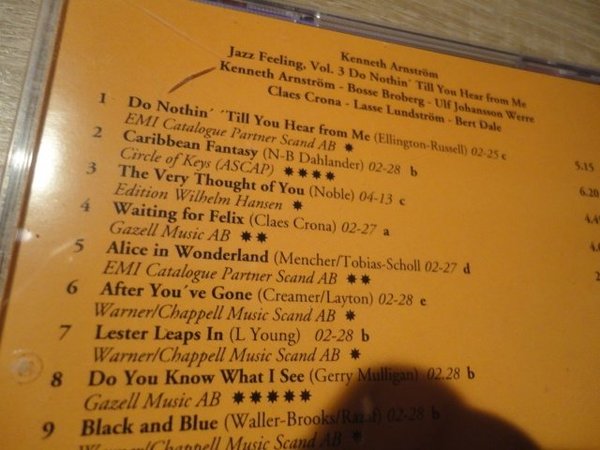 Kenneth Arnström
Jazz Feeling, Vol. 3 Do Nothin´ Till You Hear from Me
Kenneth Arnström - Bosse Broberg - Ulf Johansson Werre
Claes Crona - Lasse Lundström - Bert Dale
1 Do Nothin´ ´Till You Hear from Me (Ellington-Russell) 02-25 c 5.15
EMI Catalogue Partner Scand AB ✷
2 Caribbean Fantasy (N-B Dahlander) 02-28 b 6.20
Circle of Keys (ASCAP) ✷✷✷✷
3 The Very Thought of You (Noble) 04-13 c
Edition Wilhelm Hansen ✷
4 Waiting for Felix (Claes Crona) 02-27 a
Gazell Music AB ✷✷
5 Alice in Wonderland (Mencher/Tobias-Scholl 02-27 d
EMI Catalogue Partner Scand AB ✷✷
6 After You´ve Gone (Creamer/Layton) 02-28 e
Warner/Chappell Music Scand AB ✷
7 Lester Leaps In (L Young) 02-28 b
Warner/Chappell Music Scand AB ✷
8 Do You Know What I See (Gerry Mulligan) 02.28 b
Gazell Music AB ✷✷✷✷✷
9 Black and Blue (Waller-Brooks/Razaf) 02-28 b
Warner/Chappell Music Scand AB ✷